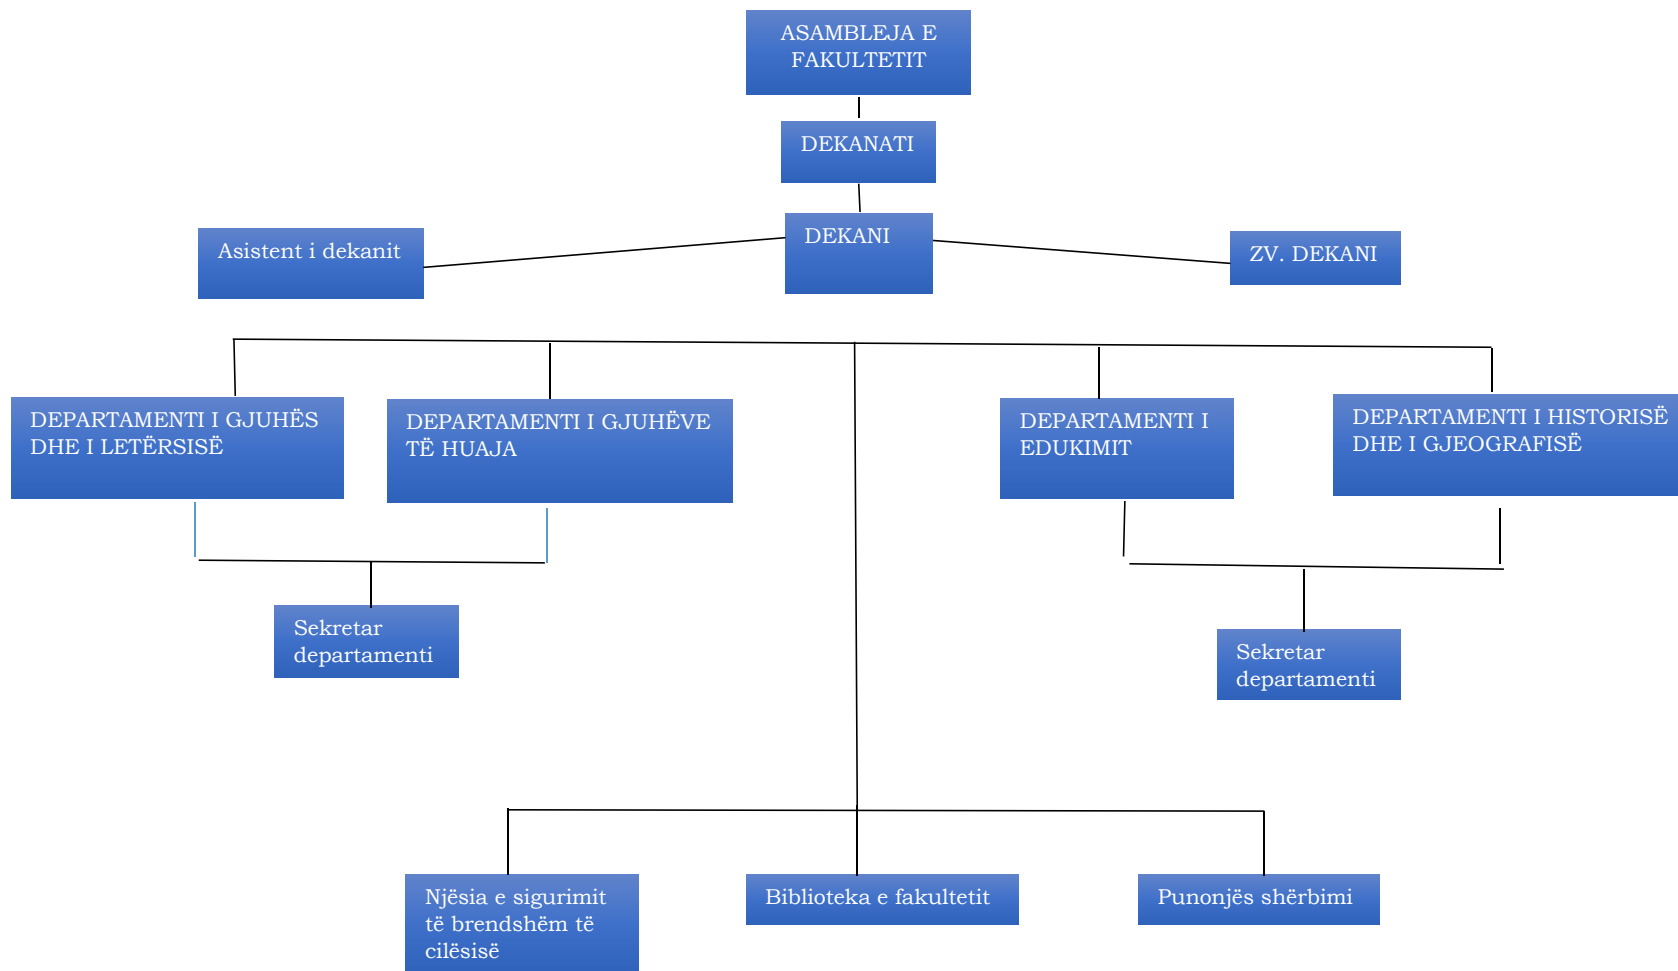 ASAMBLEJA E
FAKULTETIT
DEKANATI
DEKANI
Asistent i dekanit
ZV. DEKANI
DEPARTAMENTI I GJUHËS
DHE I LETËRSISË
DEPARTAMENTI I GJUHËVE
TË HUAJA
DEPARTAMENTI I
EDUKIMIT
DEPARTAMENTI I HISTORISË
DHE I GJEOGRAFISË
Sekretar
departamenti
Sekretar
departamenti
Njësia e sigurimit
të brendshëm të
cilësisë
Biblioteka e fakultetit
Punonjës shërbimi